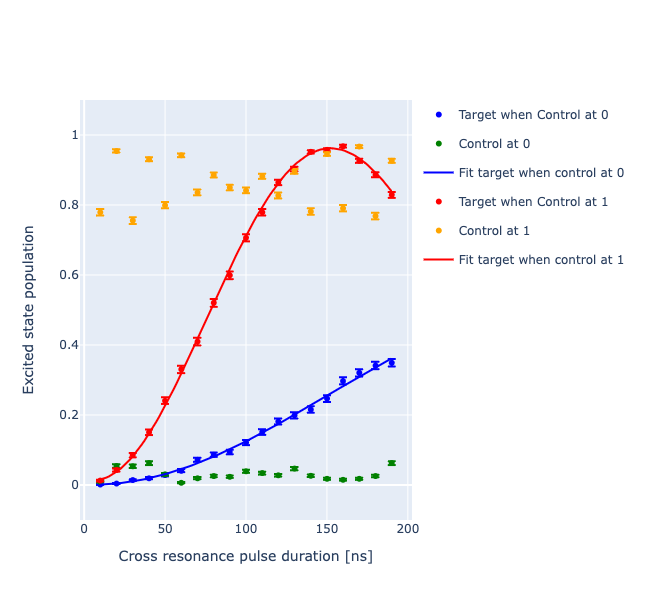 Target when Control at 0
Control at 0
Fit target when control at 0
Target when Control at 1
Control at 1
Fit target when control at 1
Excited state population
1
0.8
0.6
0.4
0.2
0
0 50 100 150 200
Cross resonance pulse duration [ns]